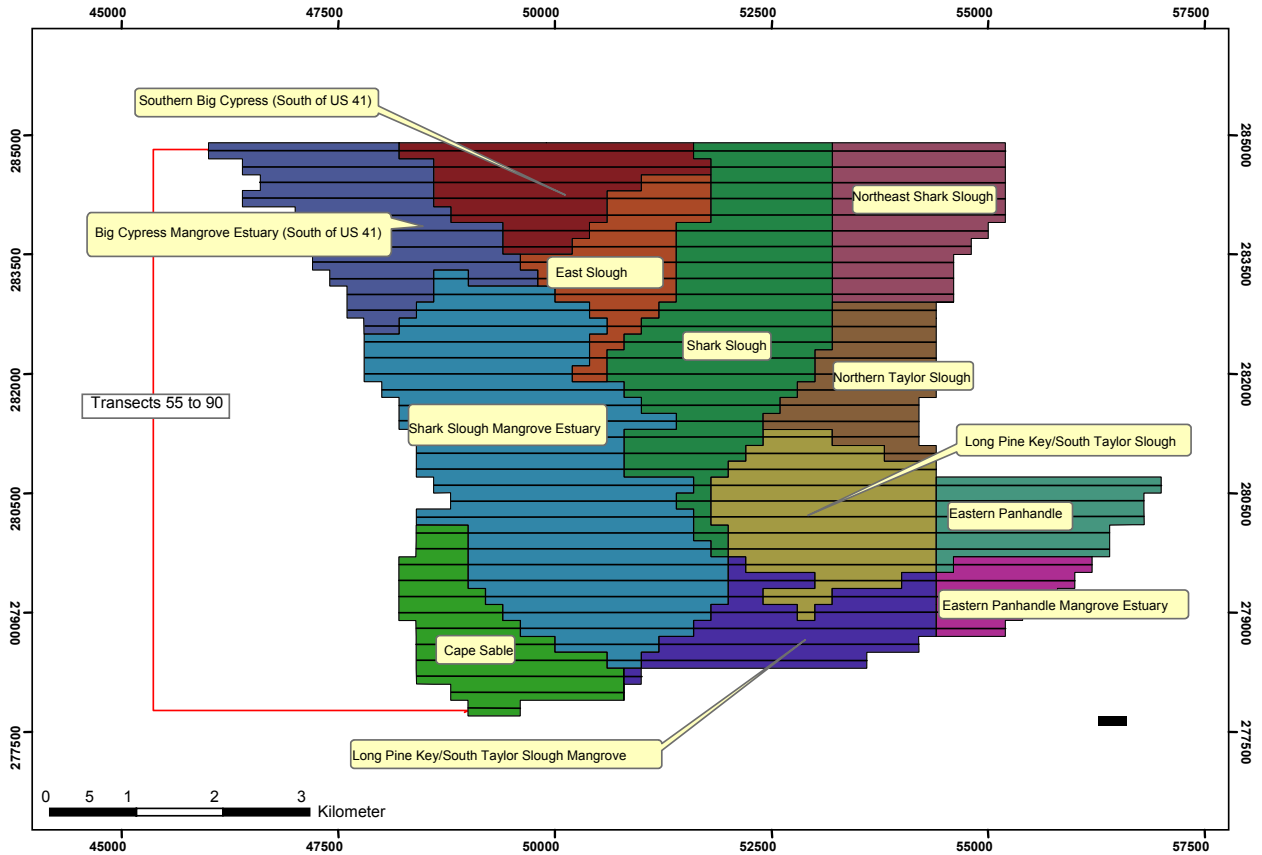 45000 47500 50000 52500 55000 57500
285000 285000
283500 283500
282000 282000
280500 280500
279000 279000
277500 277500
Southern Big Cypress (South of US 41)
Northeast Shark Slough
Big Cypress Mangrove Estuary (South of US 41)
East Slough
Shark Slough
Northern Taylor Slough
Transects 55 to 90
Shark Slough Mangrove Estuary
Long Pine Key/South Taylor Slough
Eastern Panhandle
Eastern Panhandle Mangrove Estuary
Cape Sable
Long Pine Key/South Taylor Slough Mangrove
0 5 1 2 3
Kilometer
45000 47500 50000 52500 55000 57500